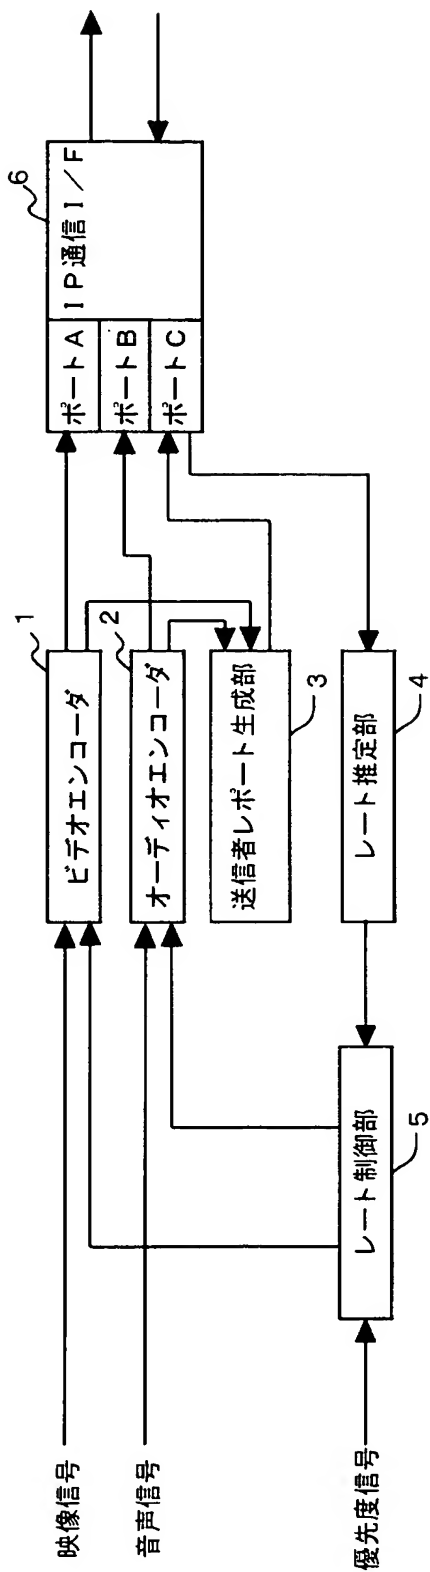 映像信号
音声信号
優先度信号
ビデオエンコーダ
1
オーディオエンコーダ
2
送信者レポート生成部
3
レート推定部
4
レート制御部
5
ポートA
ポートB
ポートC
IP通信I/F
6